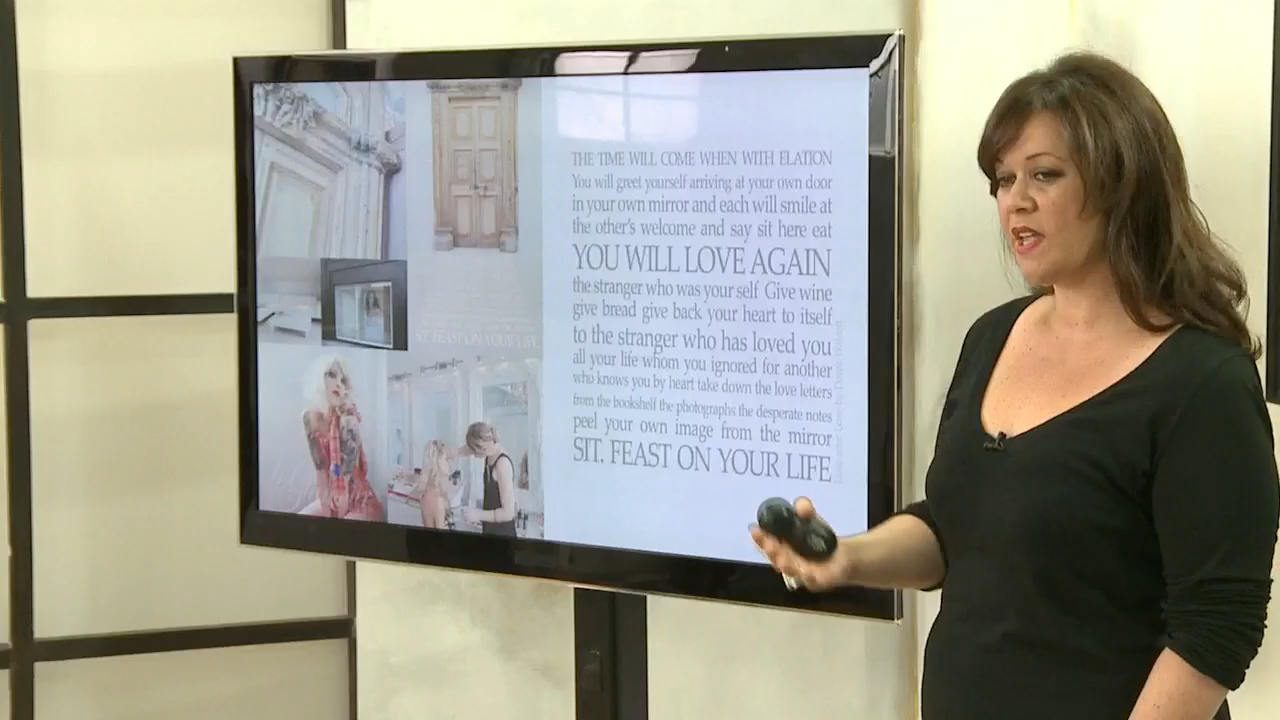 THE TIME WILL COME WHEN WITH ELATION
You will greet yourself arriving at your own door
in your own mirror and each will smile at
the other's welcome and say sit here eat
YOU WILL LOVE AGAIN
the stranger who was your self Give wine
give bread give back your heart to itself
to the stranger who has loved you
all your life whom you ignored for another
who knows you by heart take down the love letters
from the bookshelf the photographs the desperate notes
peel your own image from the mirror
SIT. FEAST ON YOUR LIFE
SIT. FEAST ON YOUR LIFE